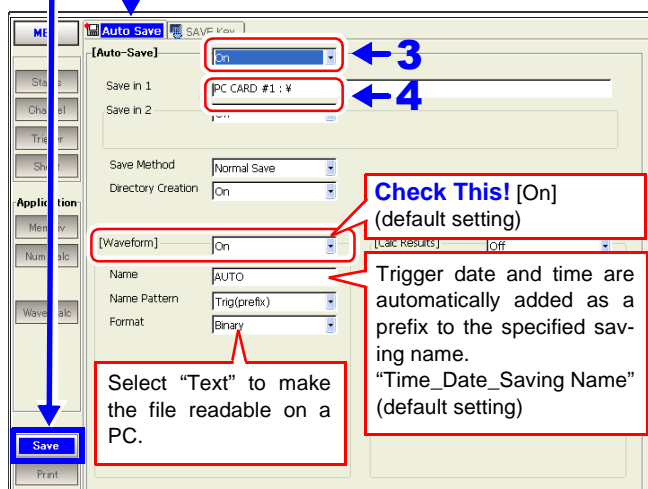 Auto Save
SAVE Key
[Auto-Save]
On
3
Save in 1
PC CARD #1 : ¥
4
Save in 2
Save Method
Normal Save
Directory Creation
On
Application
Check This! [On]
(default setting)
[Waveform]
On
[Calc Results]
Off
Name
AUTO
Name Pattern
Trig(prefix)
Format
Binary
Trigger date and time are
automatically added as a
prefix to the specified sav-
ing name.
“Time_Date_Saving Name”
(default setting)
Select “Text” to make
the file readable on a
PC.
Save
Print